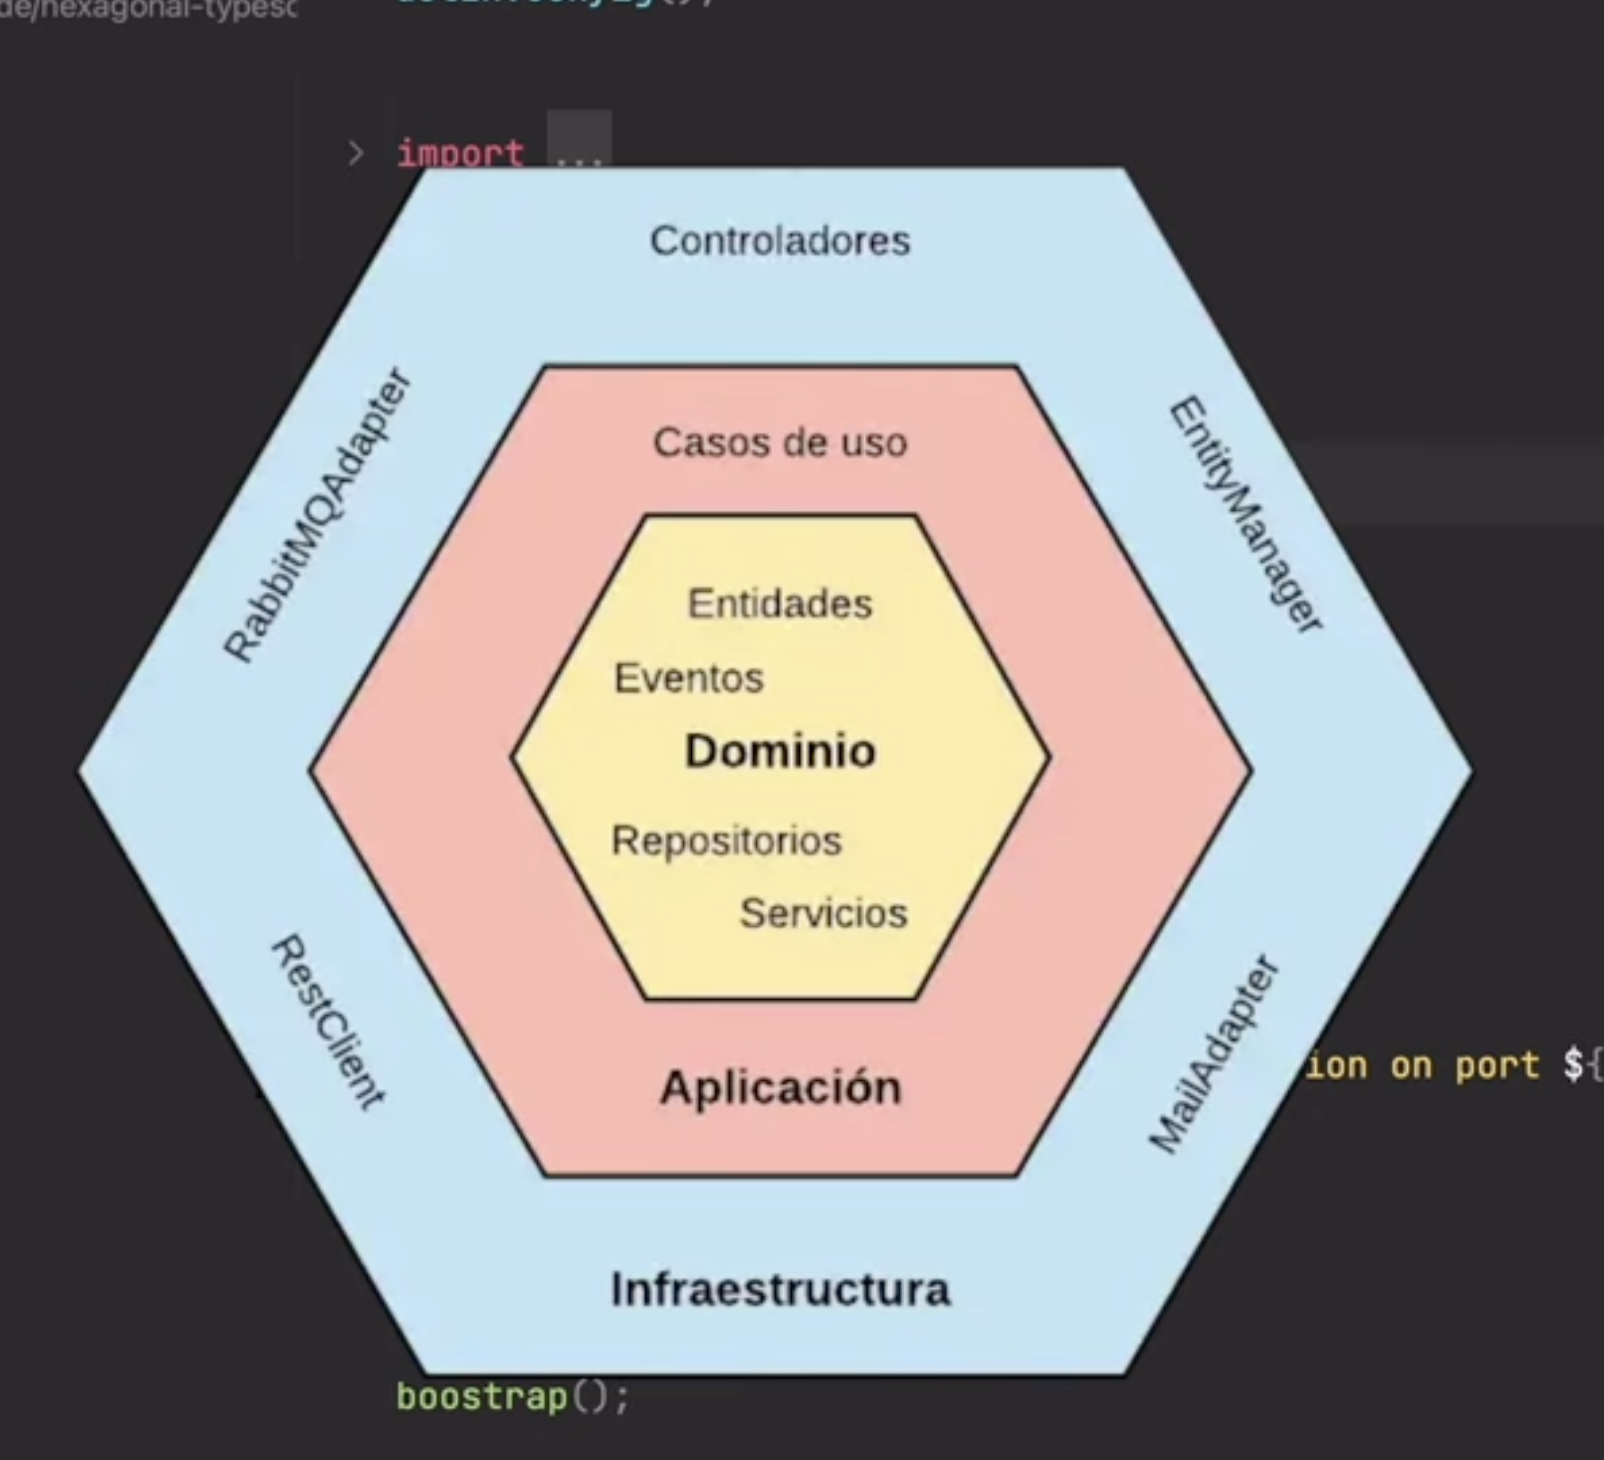 de/hexagonal-typesc
import ...
Controladores
RabbitMQAdapter
EntityManager
Casos de uso
Entidades
Eventos
Dominio
Repositorios
Servicios
RestClient
MailAdapter
ion on port ${
Aplicación
Infraestructura
boostrap();